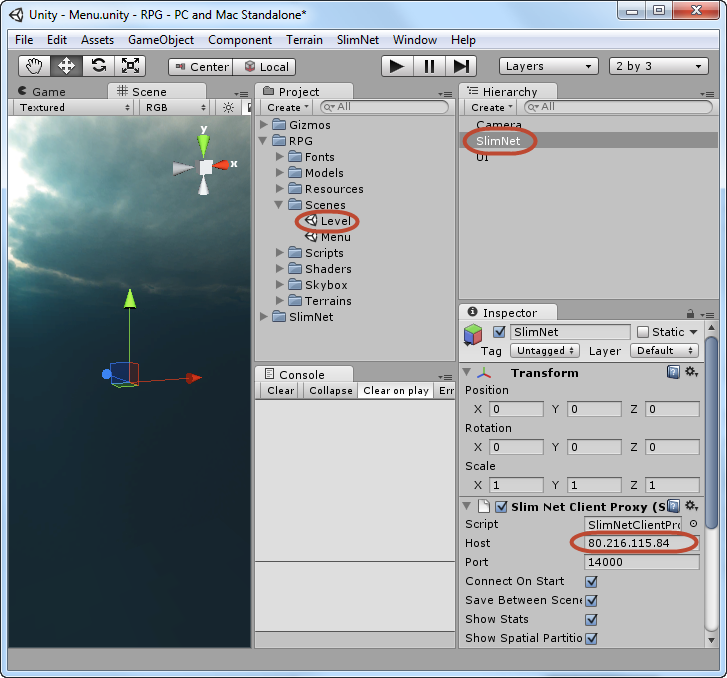 Unity - Menu.unity - RPG - PC and Mac Standalone*
File Edit Assets GameObject Component Terrain SlimNet Window Help
Center Local Layers 2 by 3
Game Scene
Textured RGB
Project
Create All
Gizmos
RPG
Fonts
Models
Resources
Scenes
Level
Menu
Scripts
Shaders
Skybox
Terrains
SlimNet
Console
Clear Collapse Clear on play Err
Hierarchy
Create All
Camera
SlimNet
UI
Inspector
SlimNet Static
Tag Untagged Layer Default
Transform
Position
X 0 Y 0 Z 0
Rotation
X 0 Y 0 Z 0
Scale
X 1 Y 1 Z 1
Slim Net Client Proxy (S
Script SlimNetClientPro
Host 80.216.115.84
Port 14000
Connect On Start
Save Between Scene
Show Stats
Show Spatial Partitio
y
x